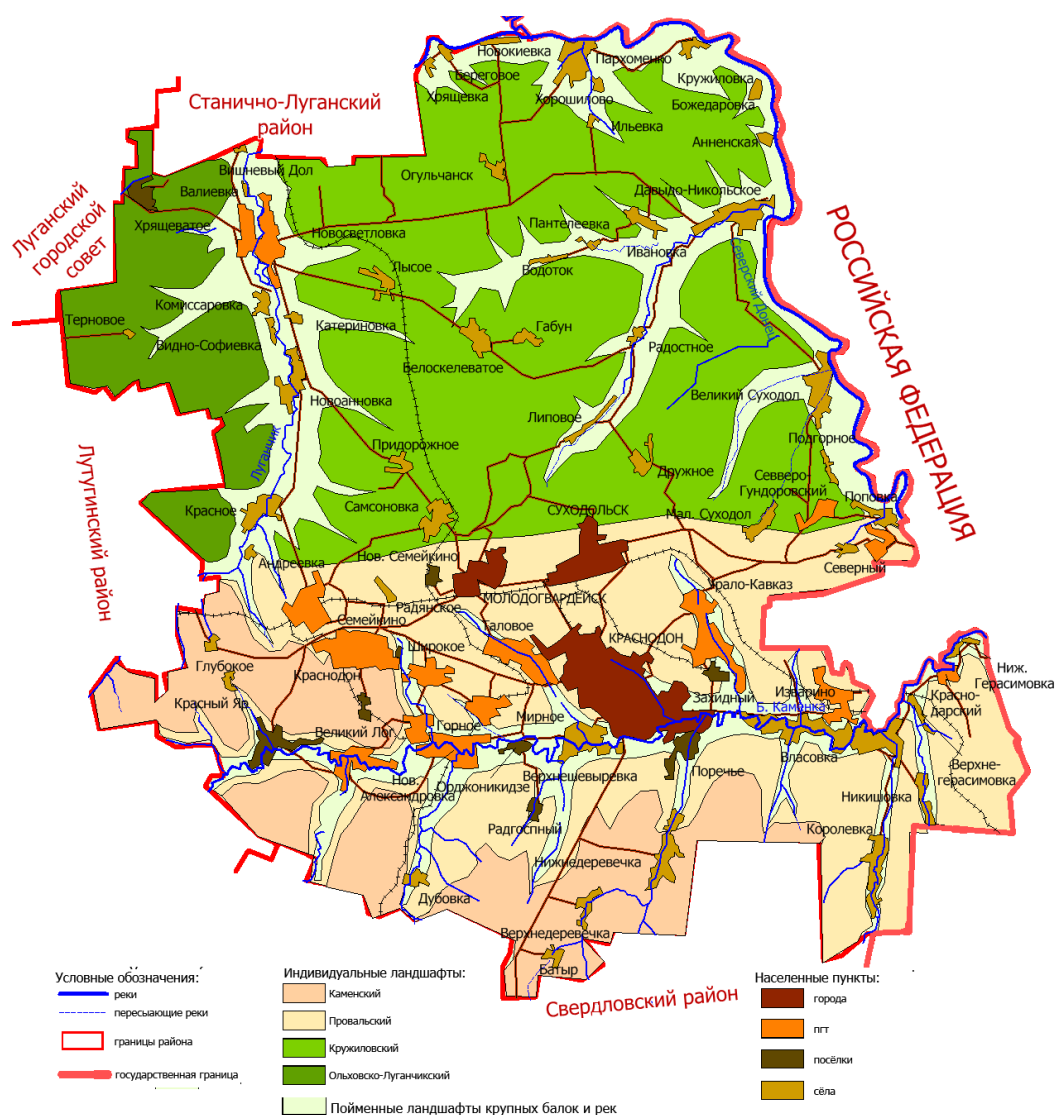 Новокиевка
Пархоменко
Береговое
Кружиловка
Хрящевка
Хорошилово
Божедаровка
Станично-Луганский
район
Ильевка
Анненская
Вишневый Дол
Огульчанск
Валиевка
Давыдо-Никольское
Луганский
городской
совет
Хрящеватое
Пантелеевка
Новосветловка
Ивановка
Лысое
Водоток
Северский Донец
РОССИЙСКАЯ ФЕДЕРАЦИЯ
Комиссаровка
Терновое
Катериновка
Габун
Видно-Софиевка
Радостное
Белоскелеватое
Великий Суходол
Новоанновка
Липовое
Придорожное
Подгорное
Луганчик
Лутугинский район
Дружное
Севверо-
Гундоровский
Поповка
Красное
Самсоновка
СУХОДОЛЬСК
Мал. Суходол
Андреевка
Нов. Семейкино
Северный
Урало-Кавказ
МОЛОДОГВАРДЕЙСК
Радянское
Семейкино
Таловое
КРАСНОДОН
Широкое
Глубокое
Краснодон
Ниж.
Герасимовка
Западный
Изварино
Красно-
дарский
Красный Яр
Б. Каменка
Мирное
Великий Лог
Горное
Верхне-
герасимовка
Власовка
Поречье
Верхнешевыревка
Нов.
Александровка
Орджоникидзе
Никишовка
Радгоспный
Королевка
Нижнедеревечка
Дубовка
Верхнедеревечка
Батыр
Свердловский район
Условные обозначения:
реки
пересыающие реки
границы района
государственная граница
Индивидуальные ландшафты:
Каменский
Провальский
Кружиловский
Ольховско-Луганчикский
Пойменные ландшафты крупных балок и рек
Населенные пункты:
города
пгт
посёлки
сёла